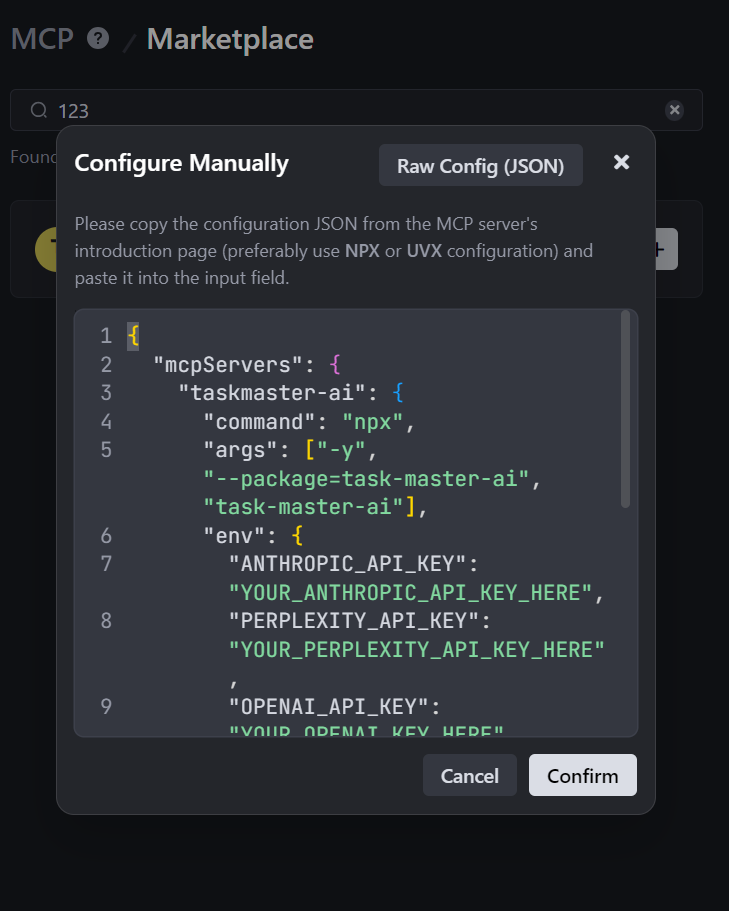 MCP ? / Marketplace
123
Found
Configure Manually
Raw Config (JSON)
Please copy the configuration JSON from the MCP server's
introduction page (preferably use NPX or UVX configuration) and
paste it into the input field.
1 {
2 "mcpServers": {
3 "taskmaster-ai": {
4 "command": "npx",
5 "args": ["-y",
"--package=task-master-ai",
"task-master-ai"],
6 "env": {
7 "ANTHROPIC_API_KEY":
"YOUR_ANTHROPIC_API_KEY_HERE",
8 "PERPLEXITY_API_KEY":
"YOUR_PERPLEXITY_API_KEY_HERE"
,
9 "OPENAI_API_KEY":
"YOUR_OPENAI_KEY_HERE"
Cancel
Confirm